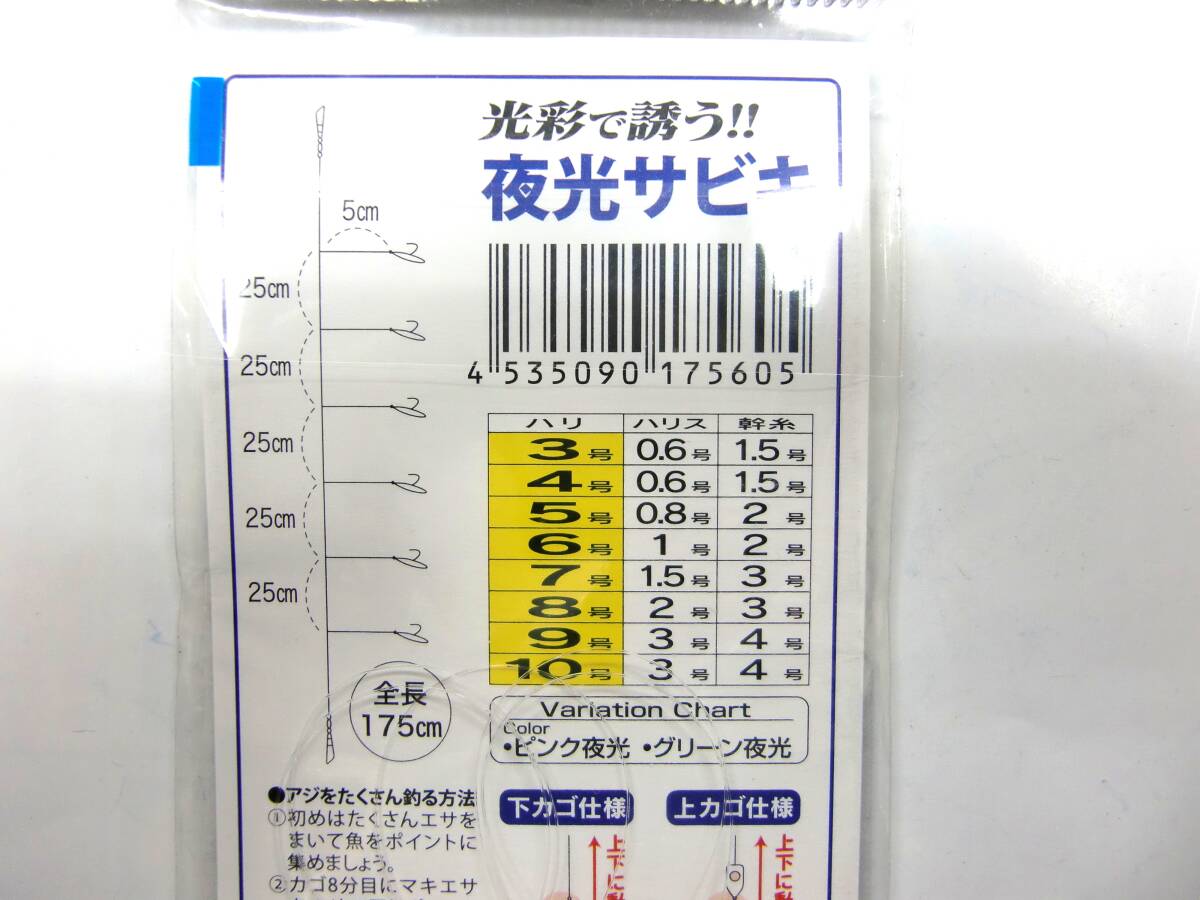 光彩で誘う!!
夜光サビキ
5cm
25cm
25cm
25cm
25cm
25cm
全長
175cm
4 535090 175605
ハリ ハリス 幹糸
3号 0.6号 1.5号
4号 0.6号 1.5号
5号 0.8号 2号
6号 1号 2号
7号 1.5号 3号
8号 2号 3号
9号 3号 4号
10号 3号 4号
Variation Chart
Color
・ピンク夜光 ・グリーン夜光
●アジをたくさん釣る方法
①初めはたくさんエサを
まいて魚をポイントに
集めましょう。
②カゴ8分目にマキエサ
下カゴ仕様
上下に
上カゴ仕様
上下に動